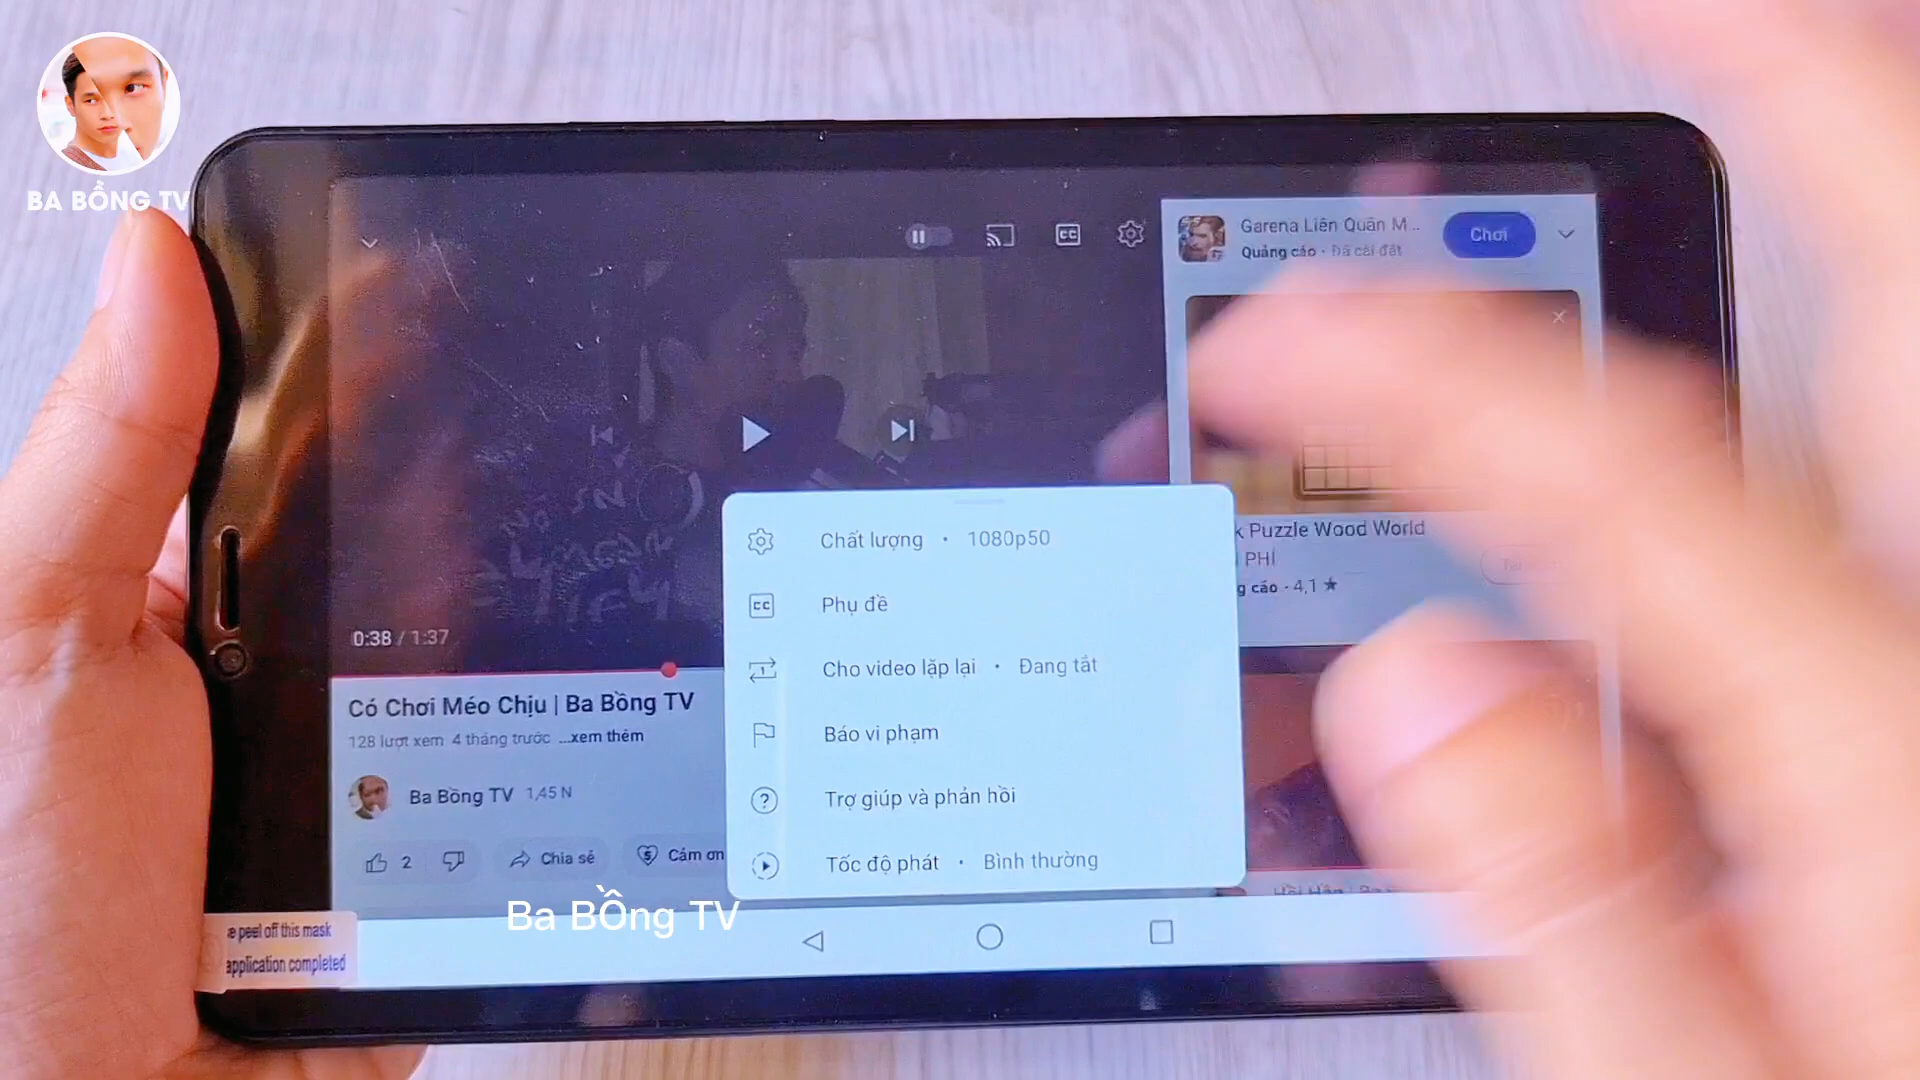 BA BỒNG TV
Garena Liên Quân M...
Quảng cáo · Đã cài đặt
Chơi
Chất lượng · 1080p50
Phụ đề
Cho video lặp lại · Đang tắt
Báo vi phạm
Trợ giúp và phản hồi
Tốc độ phát · Bình thường
k Puzzle Wood World
PHÍ
g cáo · 4,1 ★
0:38 / 1:37
Có Chơi Méo Chịu | Ba Bồng TV
128 lượt xem 4 tháng trước ...xem thêm
Ba Bồng TV 1,45 N
2
Chia sẻ
Cảm ơn
Ba BỒng TV
e peel off this mask
application completed